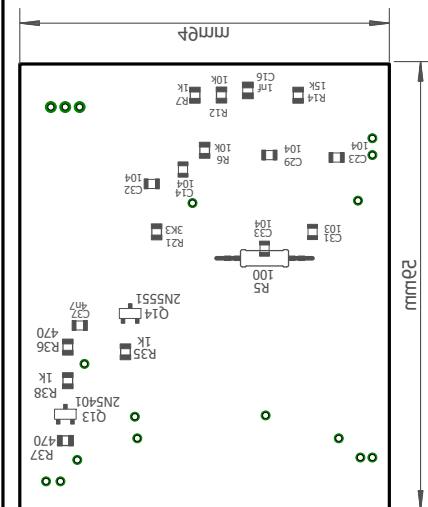 49mm
10k
R12
1k
R7
C16
1nf
15k
R14
10k
R6
104
C29
104
C23
104
C32
104
C14
3K3
R21
104
C33
103
C31
59mm
100
R5
2N5551
Q14
4n7
C37
470
R36
1k
R35
1k
R38
2N5401
Q13
470
R37